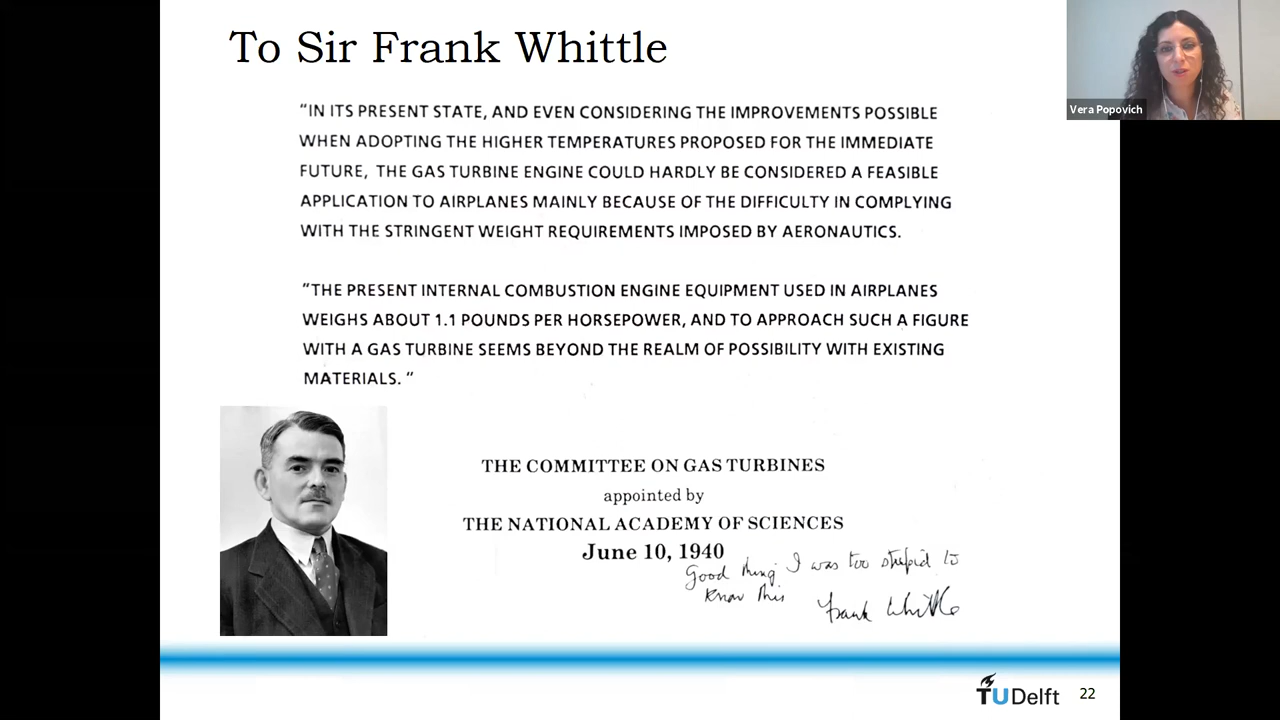 To Sir Frank Whittle
Vera Popovich
“IN ITS PRESENT STATE, AND EVEN CONSIDERING THE IMPROVEMENTS POSSIBLE
WHEN ADOPTING THE HIGHER TEMPERATURES PROPOSED FOR THE IMMEDIATE
FUTURE, THE GAS TURBINE ENGINE COULD HARDLY BE CONSIDERED A FEASIBLE
APPLICATION TO AIRPLANES MAINLY BECAUSE OF THE DIFFICULTY IN COMPLYING
WITH THE STRINGENT WEIGHT REQUIREMENTS IMPOSED BY AERONAUTICS.
"THE PRESENT INTERNAL COMBUSTION ENGINE EQUIPMENT USED IN AIRPLANES
WEIGHS ABOUT 1.1 POUNDS PER HORSEPOWER, AND TO APPROACH SUCH A FIGURE
WITH A GAS TURBINE SEEMS BEYOND THE REALM OF POSSIBILITY WITH EXISTING
MATERIALS. ”
THE COMMITTEE ON GAS TURBINES
appointed by
THE NATIONAL ACADEMY OF SCIENCES
June 10, 1940
Good thing I was too stupid to
know this
Frank Whittle
TUDelft
22